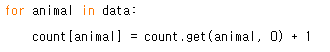 for animal in data:
    count[animal] = count.get(animal, 0) + 1